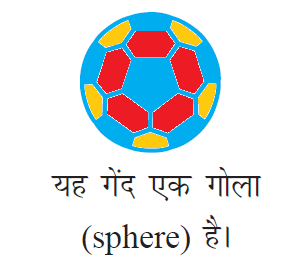 यह गेंद एक गोला
(sphere) है।